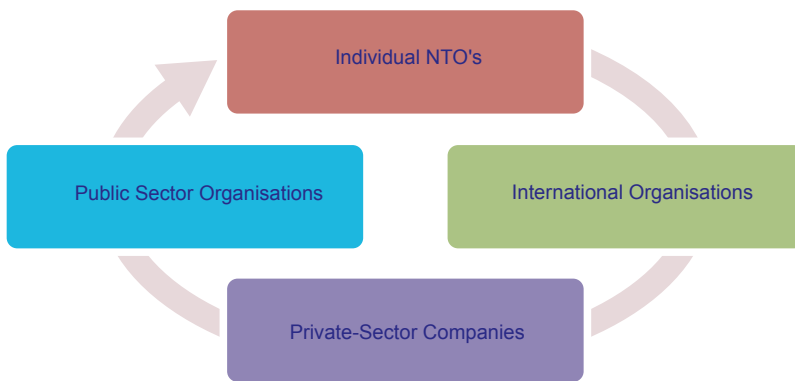 Individual NTO's
Public Sector Organisations
International Organisations
Private-Sector Companies